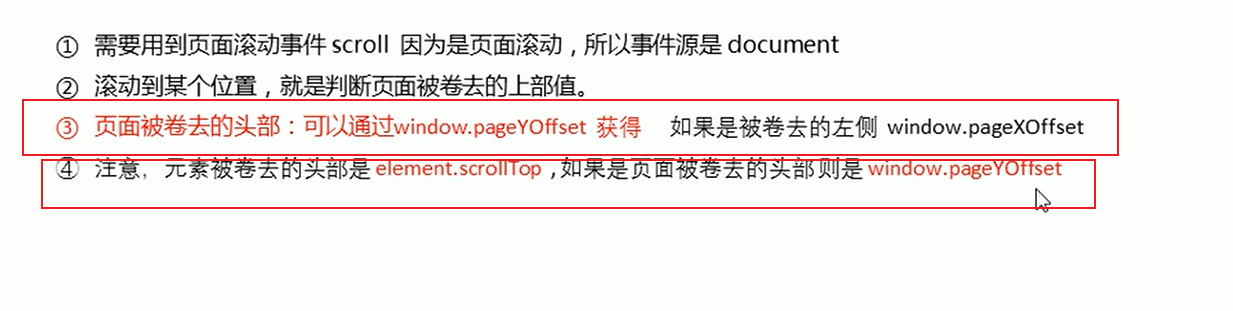 ① 需要用到页面滚动事件 scroll 因为是页面滚动，所以事件源是 document
② 滚动到某个位置，就是判断页面被卷去的上部值。
③ 页面被卷去的头部：可以通过window.pageYOffset 获得 如果是被卷去的左侧 window.pageXOffset
④ 注意，元素被卷去的头部是 element.scrollTop ,如果是页面被卷去的头部则是 window.pageYOffset